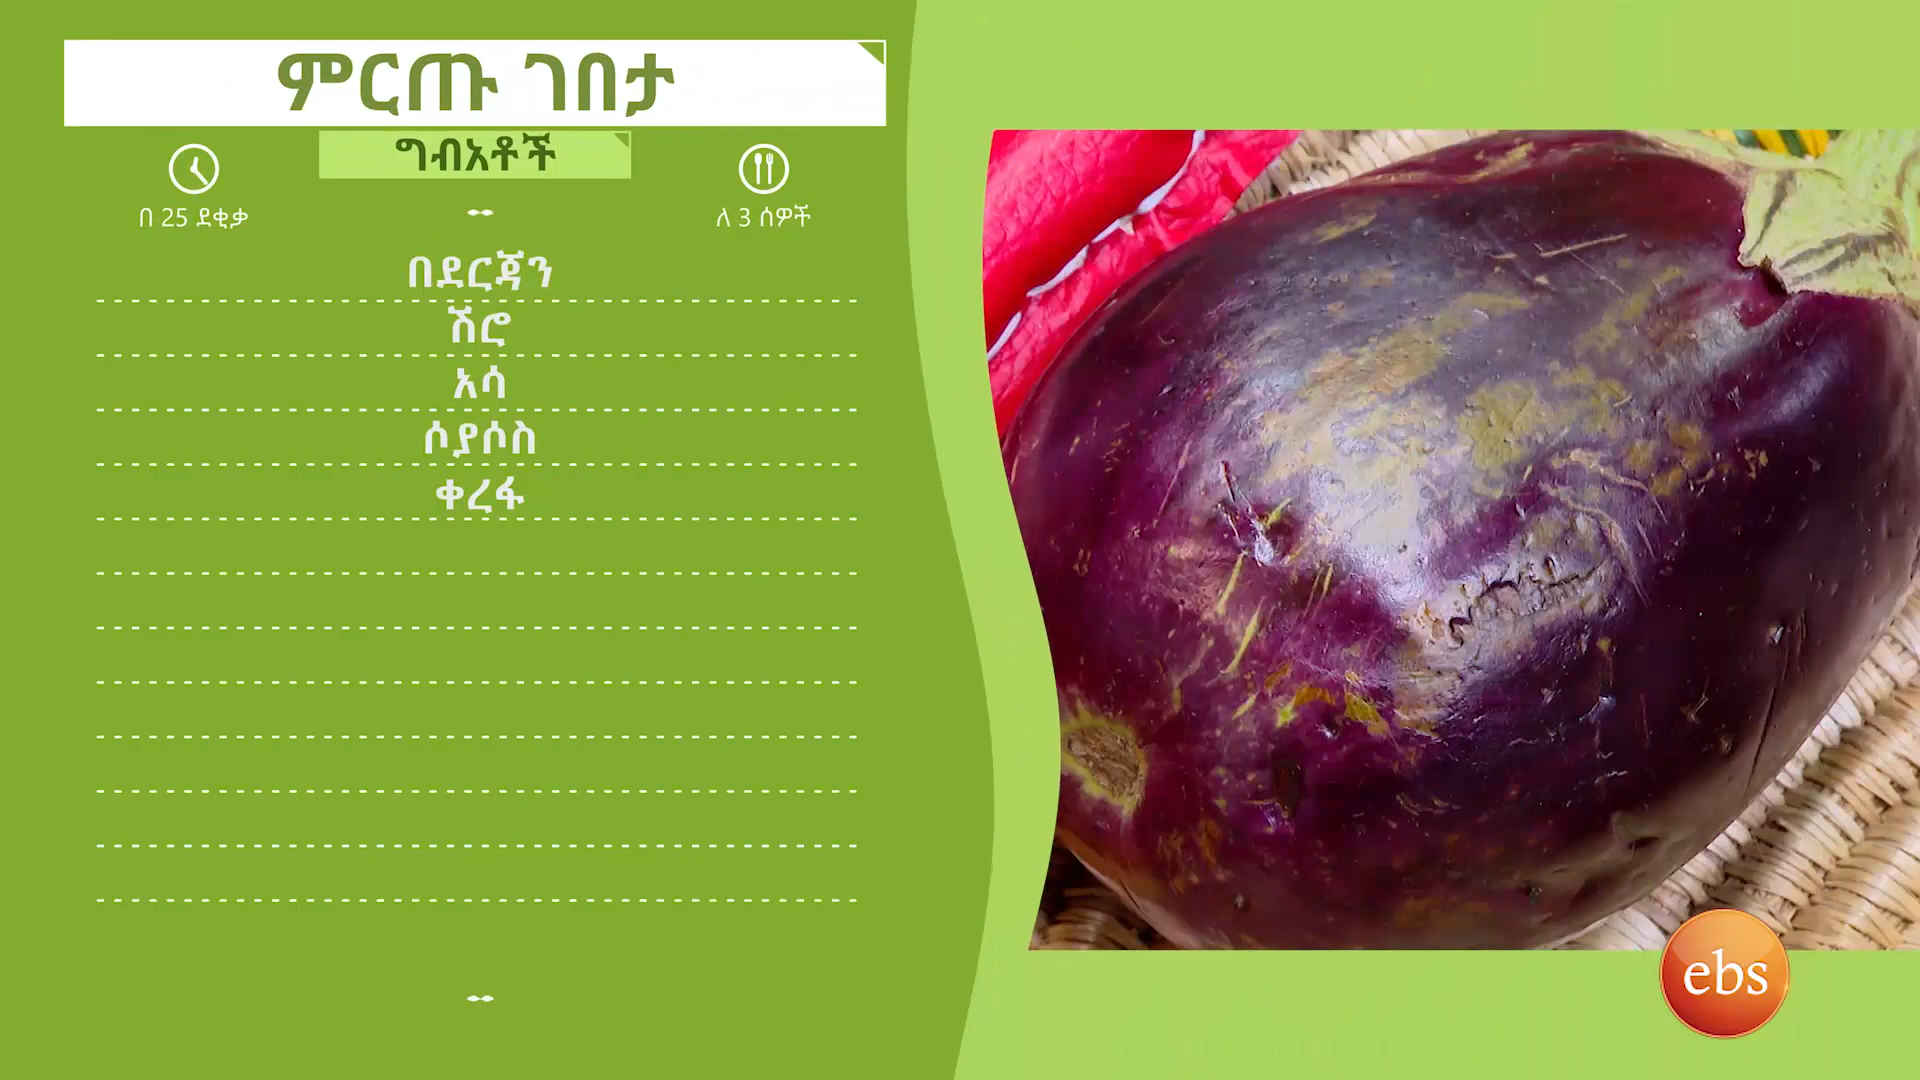 ምርጡ ገበታ
ግብአቶች
በ 25 ደቂቃ
ለ 3 ሰዎች
በደርጃን
ሽሮ
አሳ
ሶያሶስ
ቀረፋ
ebs